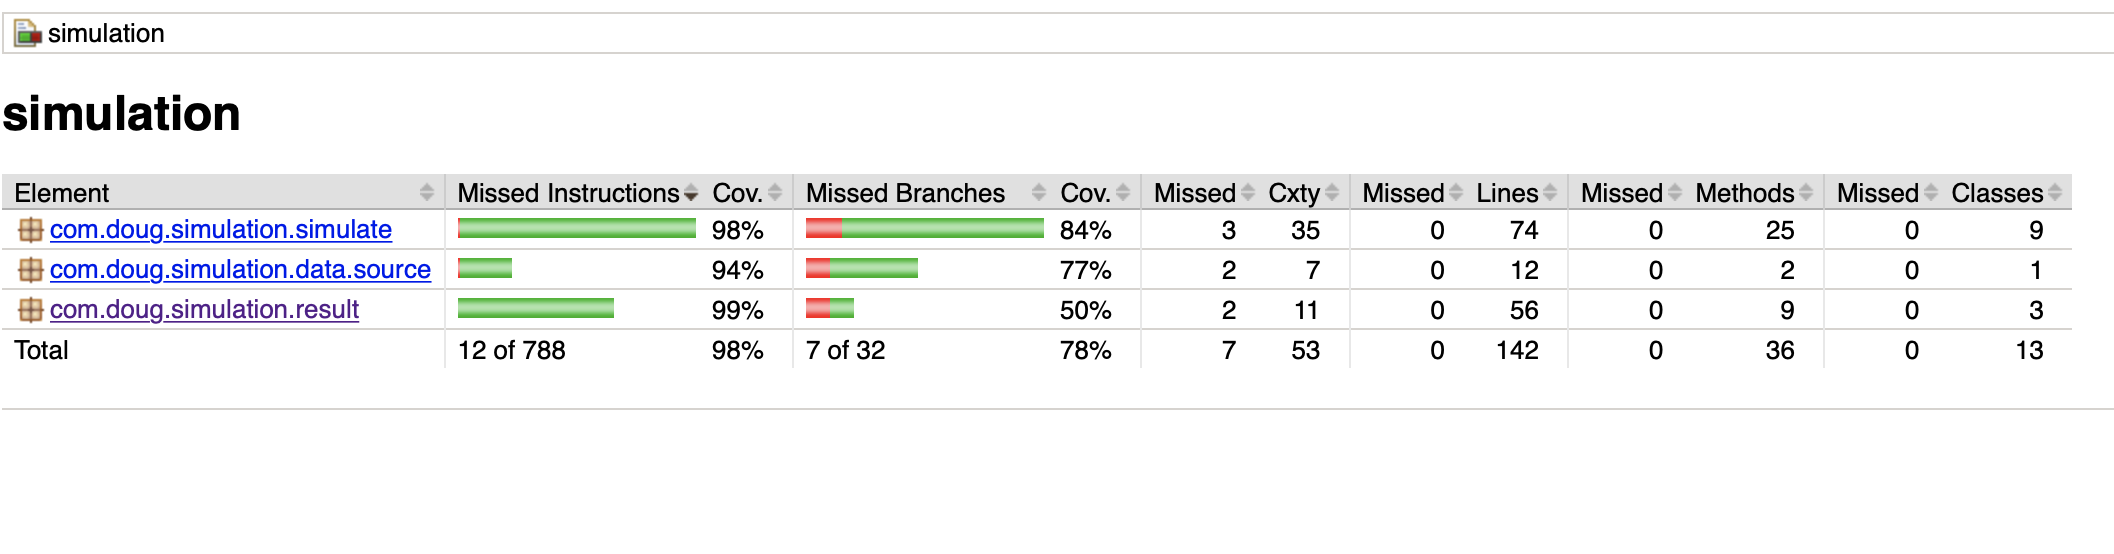 simulation
simulation
Element Missed Instructions Cov. Missed Branches Cov. Missed Cxty Missed Lines Missed Methods Missed Classes
com.doug.simulation.simulate 98% 84% 3 35 0 74 0 25 0 9
com.doug.simulation.data.source 94% 77% 2 7 0 12 0 2 0 1
com.doug.simulation.result 99% 50% 2 11 0 56 0 9 0 3
Total 12 of 788 98% 7 of 32 78% 7 53 0 142 0 36 0 13